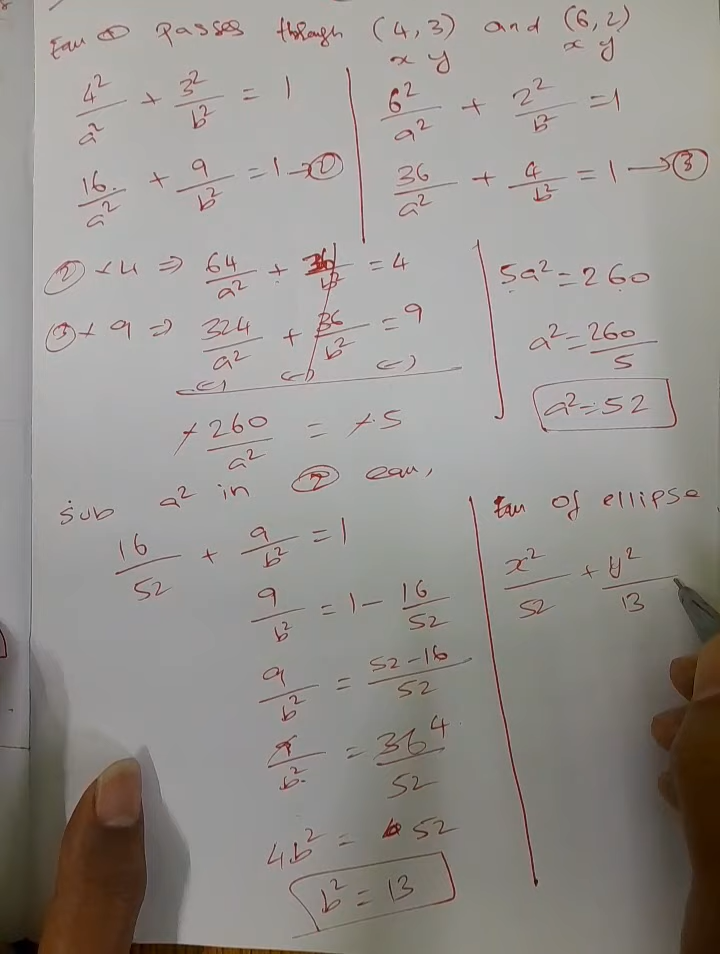 Equ ① passes through (4, 3) and (6, 2)
x y x y
4²/a² + 3²/b² = 1
16/a² + 9/b² = 1 → ②
6²/a² + 2²/b² = 1
36/a² + 4/b² = 1 → ③
② × 4 ⇒ 64/a² + 36/b² = 4
③ × 9 ⇒ 324/a² + 36/b² = 9
(-) (-) (-)
-260/a² = -5
5a² = 260
a² = 260/5
a² = 52
Sub a² in ② equ,
16/52 + 9/b² = 1
9/b² = 1 - 16/52
9/b² = 52-16/52
9/b² = 36 4/52
4b² = 52
b² = 13
Equ of ellipse
x²/52 + y²/13